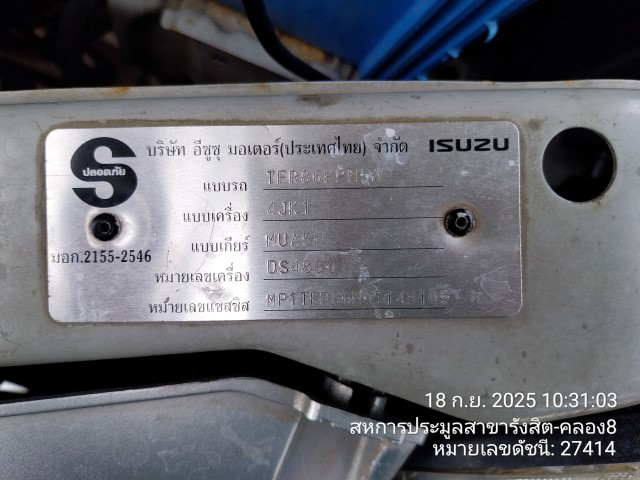 บริษัท อีซูซุ มอเตอร์(ประเทศไทย) จำกัด ISUZU
ปลอดภัย
แบบรถ
แบบเครื่อง 4JK1
แบบเกียร์
มอก.2155-2546
หมายเลขเครื่อง
หมายเลขแชสซิส
18 ก.ย. 2025 10:31:03
สหการประมูลสาขารังสิต-คลอง8
หมายเลขดัชนี: 27414